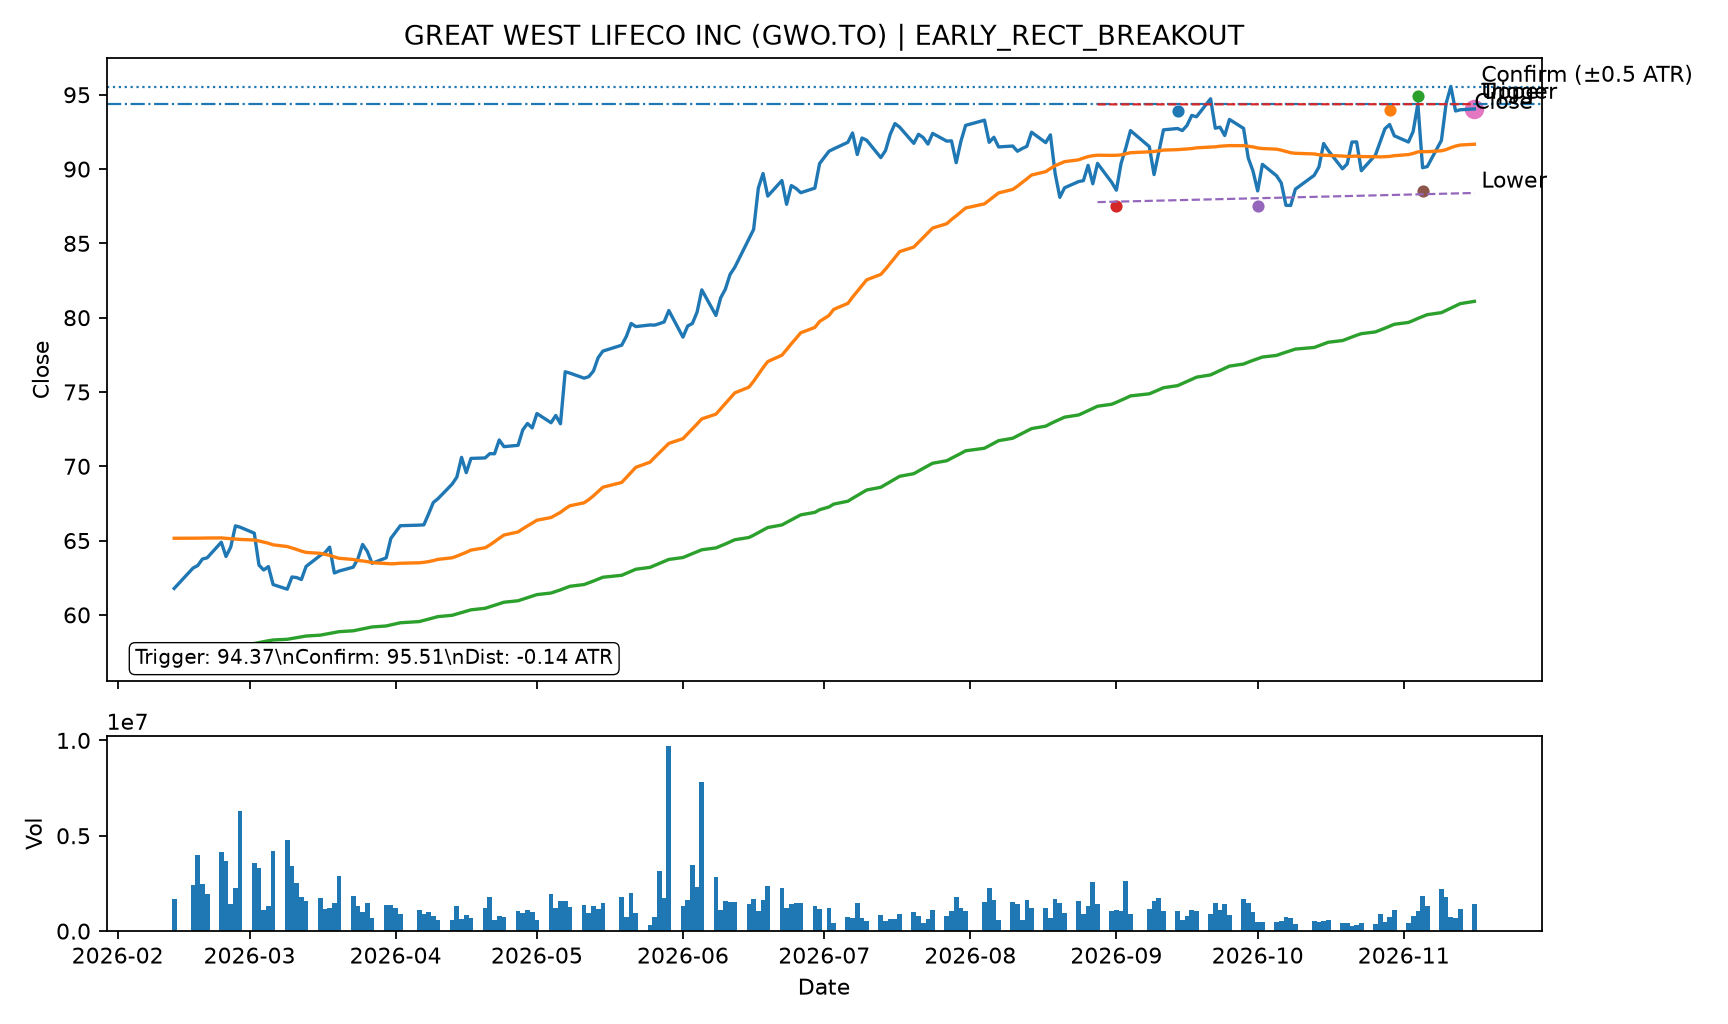 GREAT WEST LIFECO INC (GWO.TO) | EARLY_RECT_BREAKOUT
Confirm (±0.5 ATR)
Trigger
Upper
Close
Lower
95
90
85
80
75
70
65
60
Close
Trigger: 94.37\nConfirm: 95.51\nDist: -0.14 ATR
1e7
1.0
0.5
0.0
Vol
2026-02
2026-03
2026-04
2026-05
2026-06
2026-07
2026-08
2026-09
2026-10
2026-11
Date